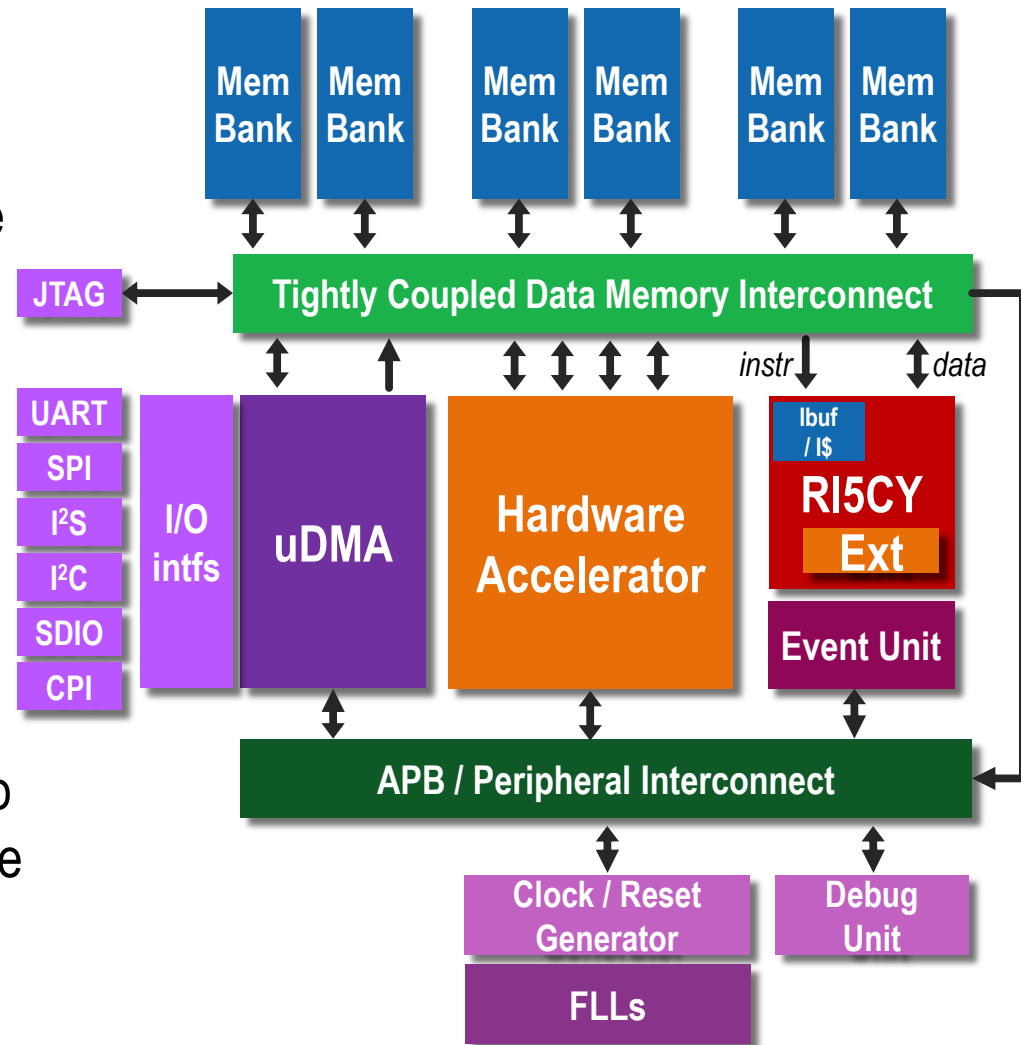 Mem
Bank
Mem
Bank
Mem
Bank
Mem
Bank
Mem
Bank
Mem
Bank
e
JTAG
Tightly Coupled Data Memory Interconnect
instr
data
UART
SPI
I²S
I²C
SDIO
CPI
I/O
intfs
uDMA
Hardware
Accelerator
Ibuf
/ I$
RI5CY
Ext
Event Unit
APB / Peripheral Interconnect
e
Clock / Reset
Generator
Debug
Unit
FLLs